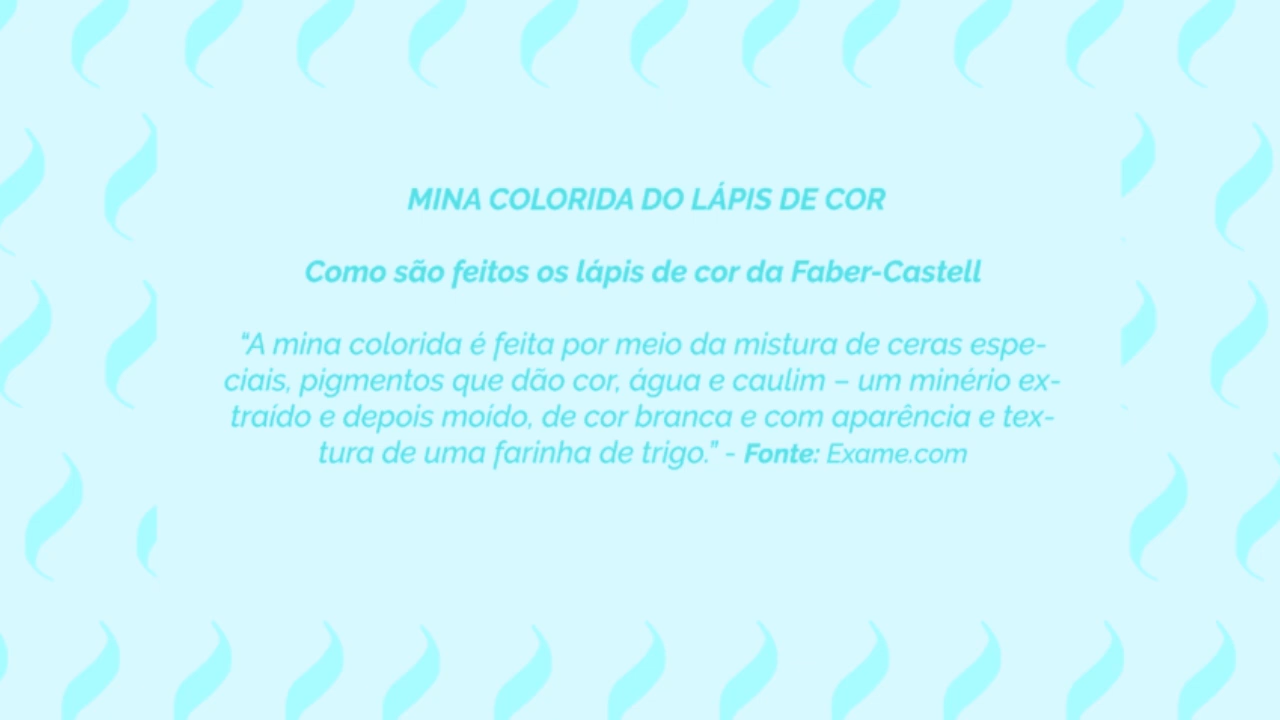 MINA COLORIDA DO LÁPIS DE COR
Como são feitos os lápis de cor da Faber-Castell
“A mina colorida é feita por meio da mistura de ceras espe-
ciais, pigmentos que dão cor, água e caulim – um minério ex-
traído e depois moído, de cor branca e com aparência e tex-
tura de uma farinha de trigo.” - Fonte: Exame.com